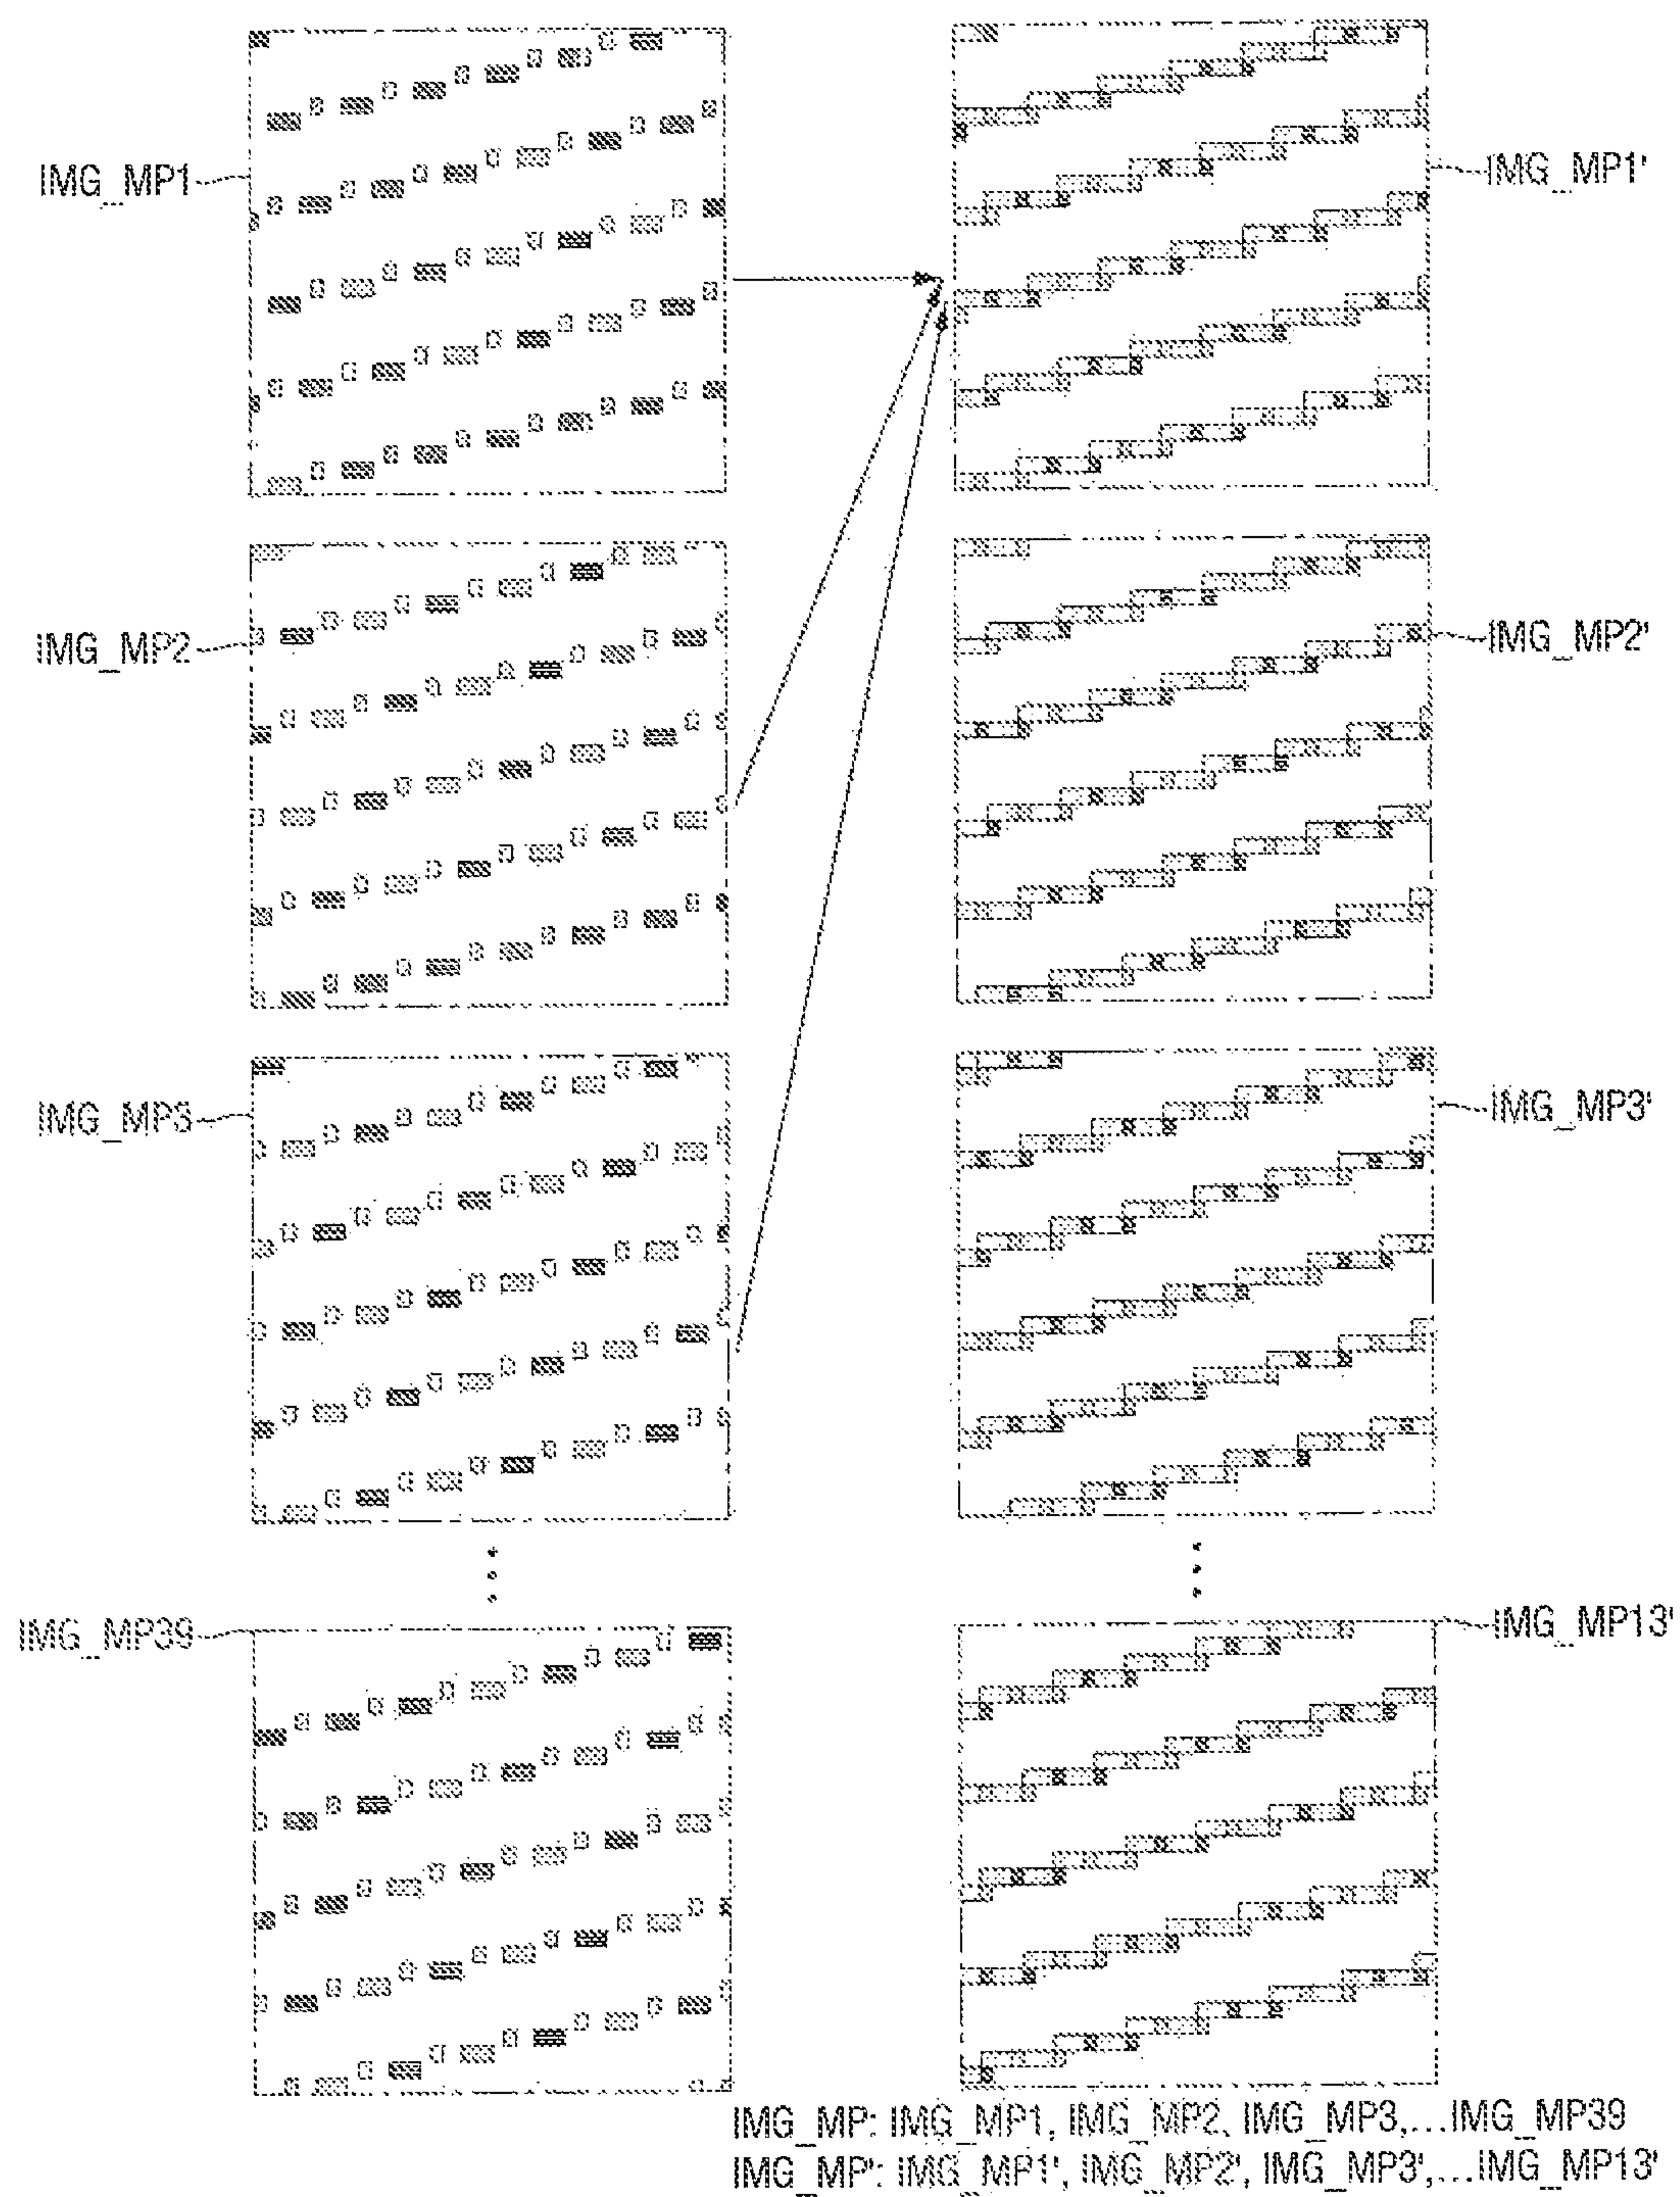 IMG_MP1
IMG_MP1'
IMG_MP2
IMG_MP2'
IMG_MP3
IMG_MP3'
IMG_MP39
IMG_MP13'
IMG_MP: IMG_MP1, IMG_MP2, IMG_MP3,...IMG_MP39
IMG_MP': IMG_MP1', IMG_MP2', IMG_MP3',...IMG_MP13'